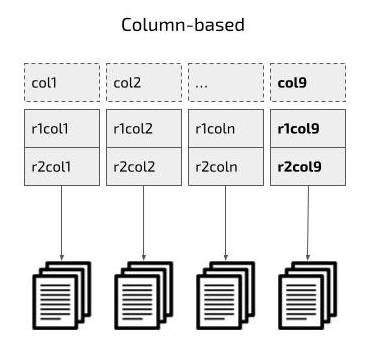 Column-based
col1 col2 ... col9
r1col1 r1col2 r1coln r1col9
r2col1 r2col2 r2coln r2col9